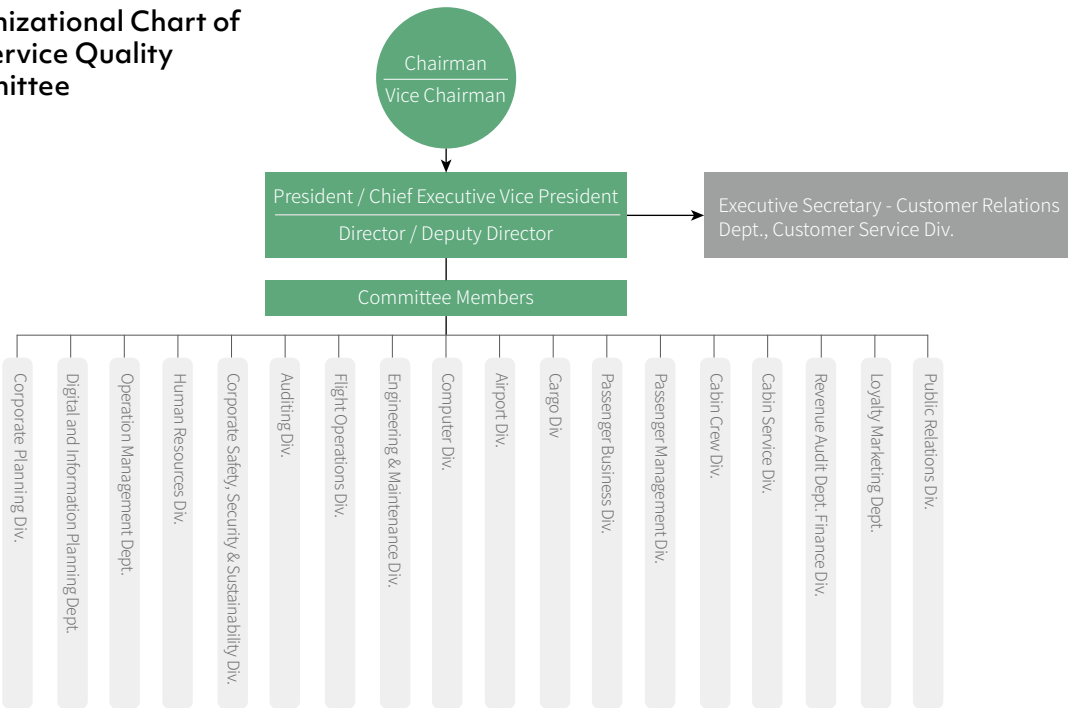 nizational Chart of
ervice Quality
mittee
Chairman
Vice Chairman
President / Chief Executive Vice President
Director / Deputy Director
Executive Secretary - Customer Relations
Dept., Customer Service Div.
Committee Members
Corporate Planning Div.
Digital and Information Planning Dept.
Operation Management Dept.
Human Resources Div.
Corporate Safety, Security & Sustainability Div.
Auditing Div.
Flight Operations Div.
Engineering & Maintenance Div.
Computer Div.
Airport Div.
Cargo Div
Passenger Business Div.
Passenger Management Div.
Cabin Crew Div.
Cabin Service Div.
Revenue Audit Dept. Finance Div.
Loyalty Marketing Dept.
Public Relations Div.